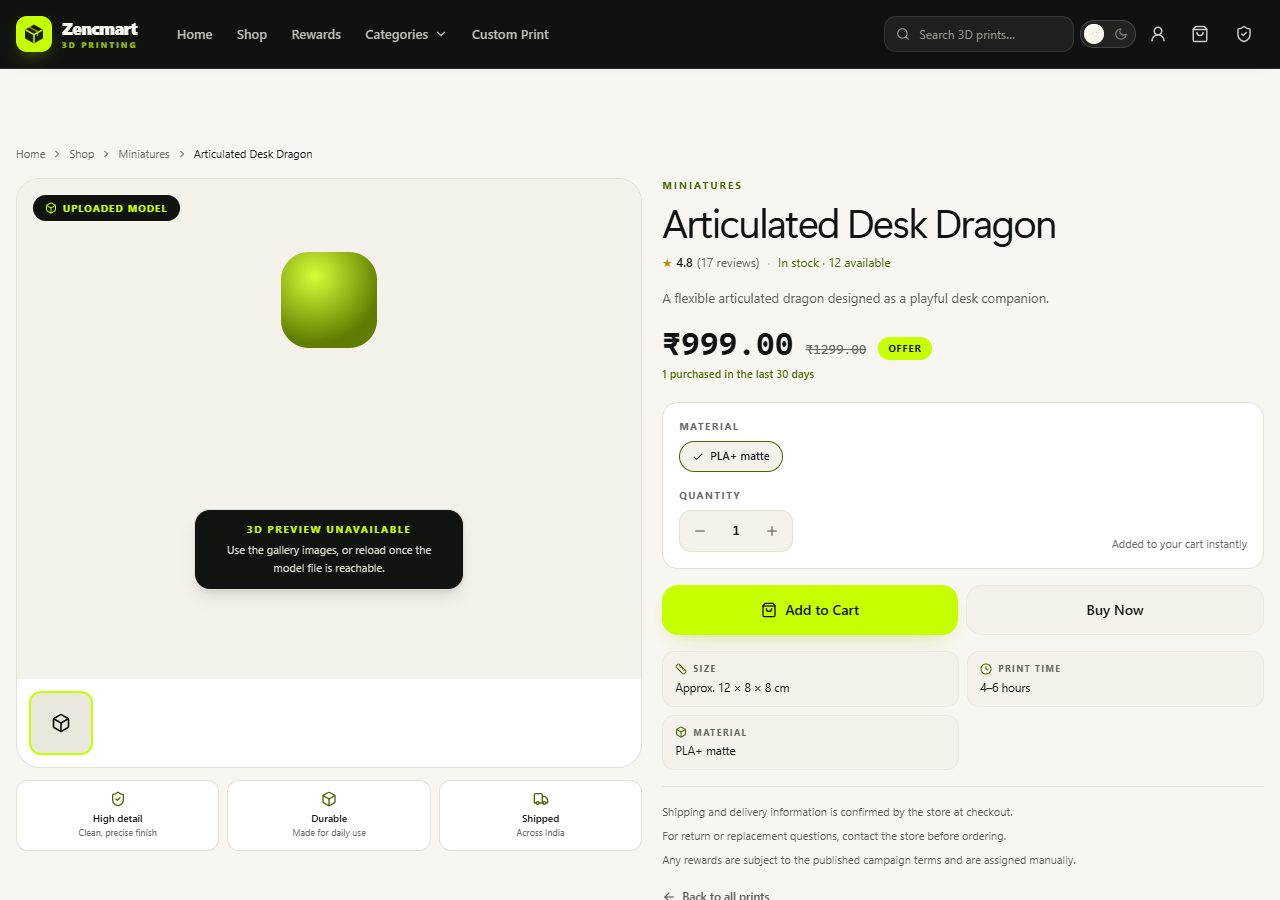 Zencmart
3D PRINTING
Home
Shop
Rewards
Categories
Custom Print
Search 3D prints...
Home > Shop > Miniatures > Articulated Desk Dragon
UPLOADED MODEL
3D PREVIEW UNAVAILABLE
Use the gallery images, or reload once the
model file is reachable.
High detail
Clean, precise finish
Durable
Made for daily use
Shipped
Across India
MINIATURES
Articulated Desk Dragon
★ 4.8 (17 reviews) · In stock · 12 available
A flexible articulated dragon designed as a playful desk companion.
₹999.00 ₹1299.00 OFFER
1 purchased in the last 30 days
MATERIAL
PLA+ matte
QUANTITY
− 1 +
Added to your cart instantly
Add to Cart
Buy Now
SIZE
Approx. 12 × 8 × 8 cm
PRINT TIME
4–6 hours
MATERIAL
PLA+ matte
Shipping and delivery information is confirmed by the store at checkout.
For return or replacement questions, contact the store before ordering.
Any rewards are subject to the published campaign terms and are assigned manually.
← Back to all prints